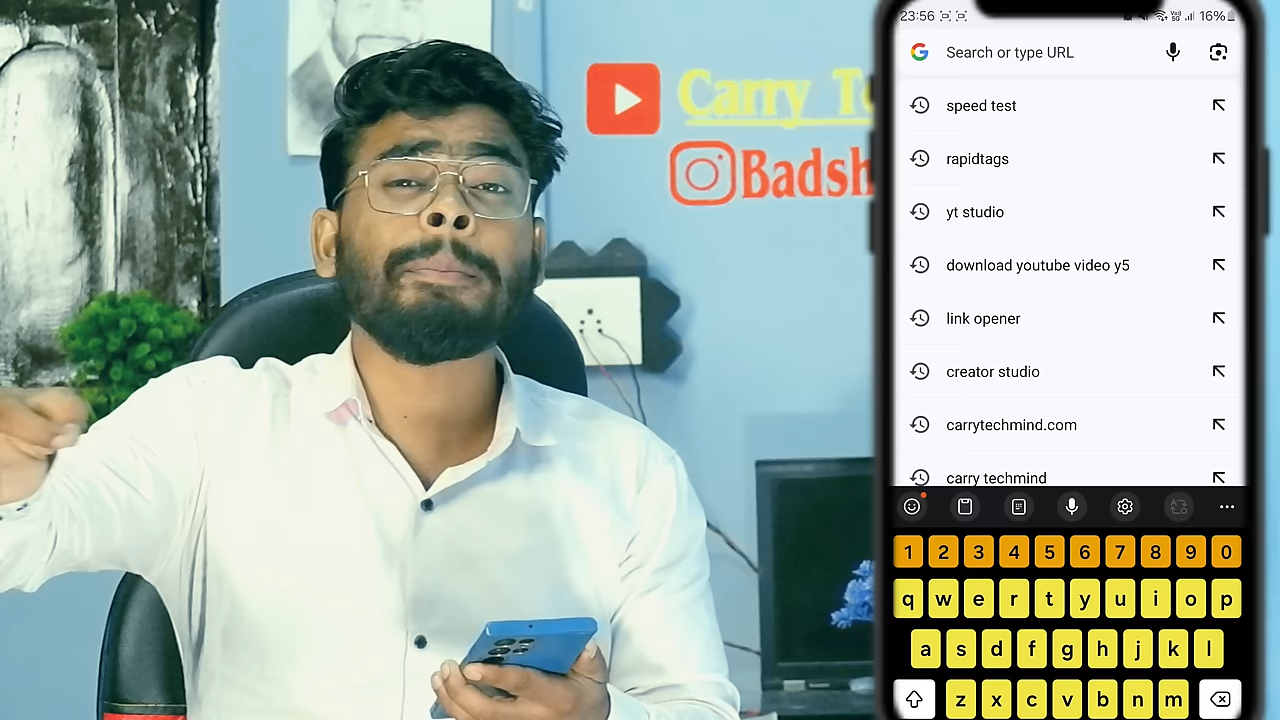 Carry
Badsh
23:56
16%
Search or type URL
speed test
rapidtags
yt studio
download youtube video y5
link opener
creator studio
carrytechmind.com
carry techmind
1 2 3 4 5 6 7 8 9 0
q w e r t y u i o p
a s d f g h j k l
z x c v b n m